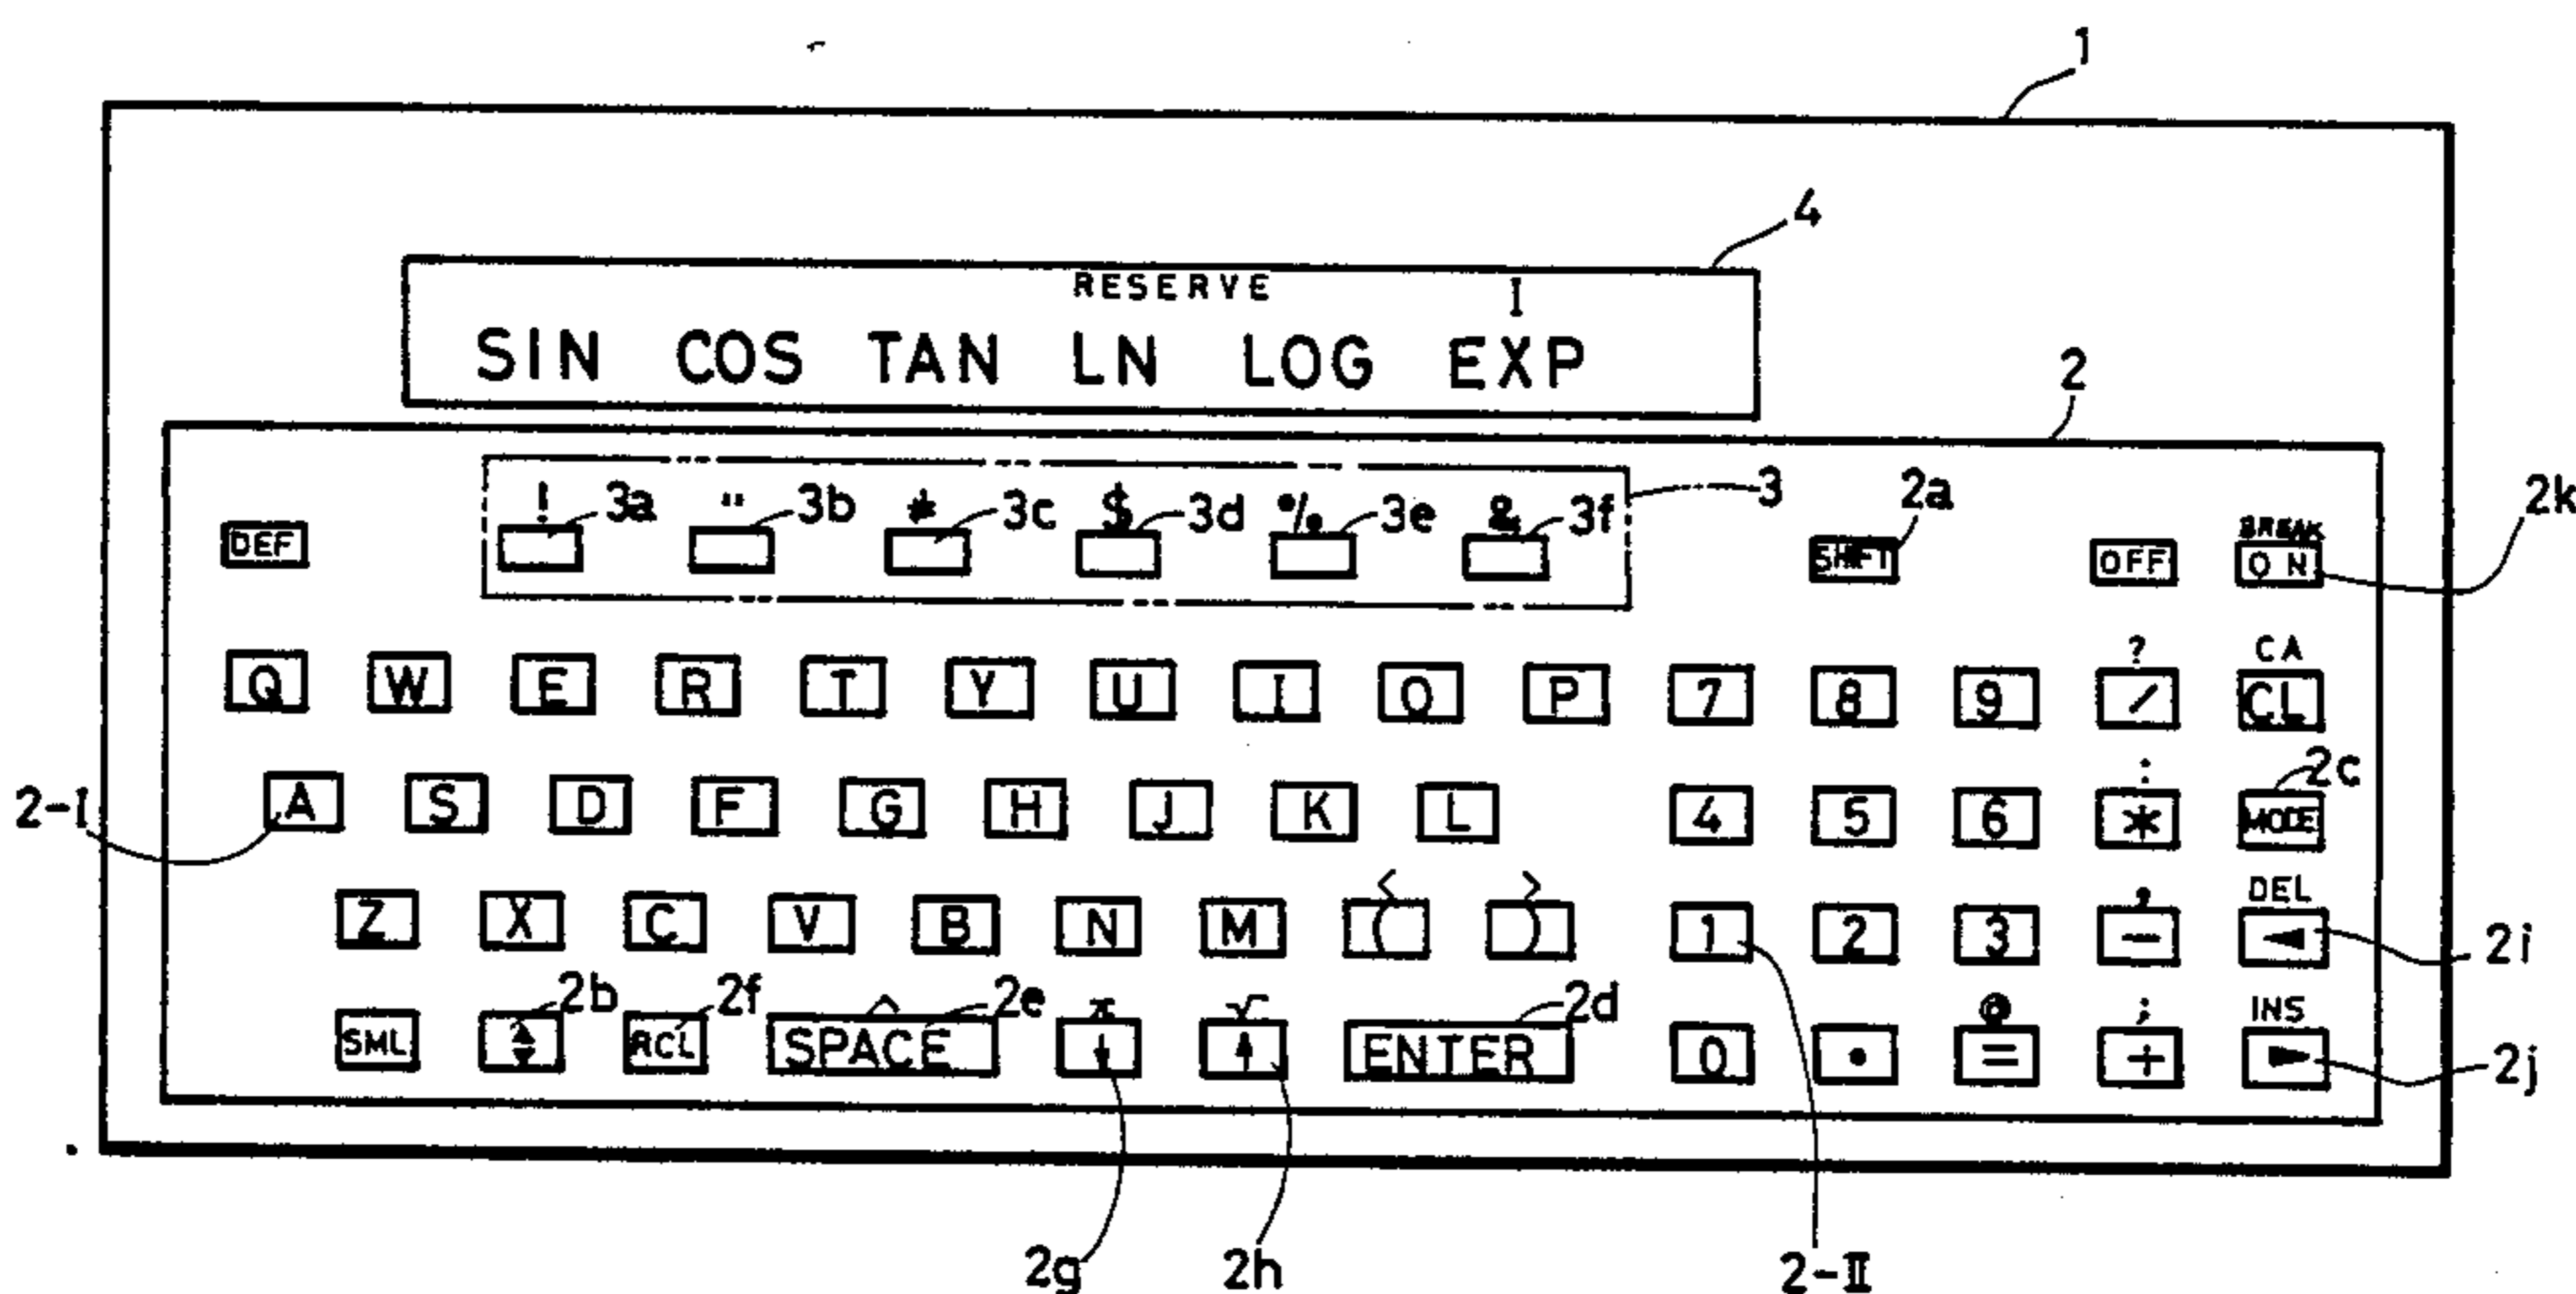 1
4
RESERVE I
SIN COS TAN LN LOG EXP
2
! 3a " 3b # 3c $ 3d % 3e & 3f 3 2a 2k
BREAK
DEF SHIFT OFF ON
? CA
Q W E R T Y U I O P 7 8 9 / CL
: 2c
2-I A S D F G H J K L 4 5 6 * MODE
< > , DEL
Z X C V B N M ( ) 1 2 3 - ◄ 2i
2b 2f ^ 2e π √ 2d @ ; INS
SML ▲▼ RCL SPACE ↓ ↑ ENTER 0 • = + ► 2j
2g 2h 2-II